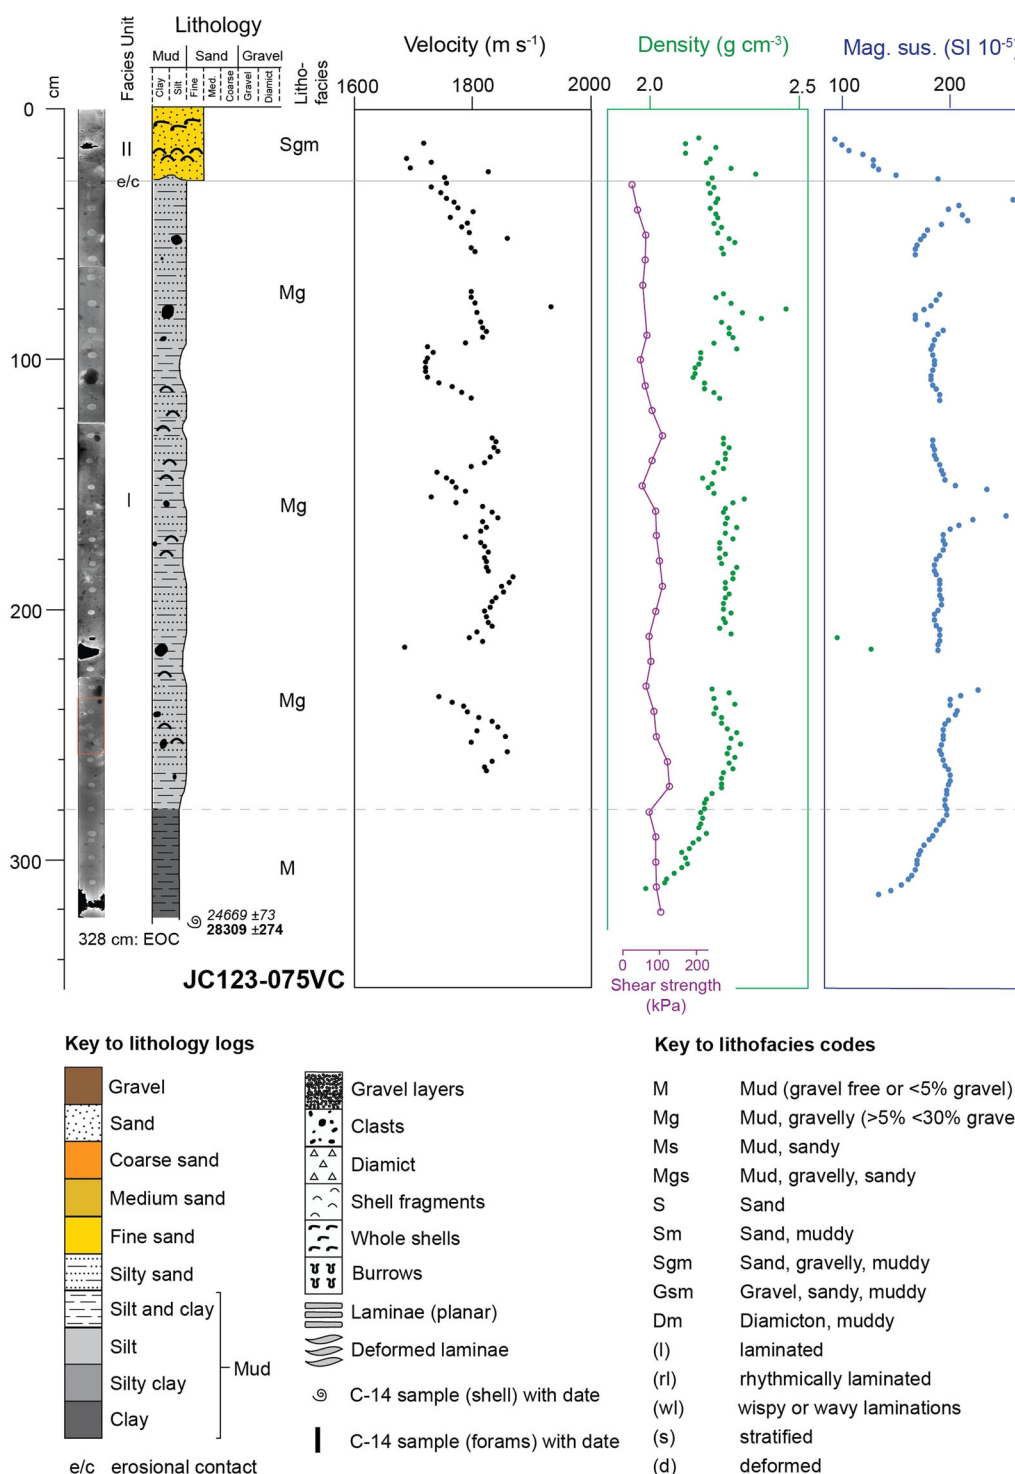 Lithology
Velocity (m s-1)
Density (g cm-3)
Mag. sus. (SI 10-5)
cm
Facies Unit
Mud
Sand
Gravel
Clay
Silt
Fine
Med.
Coarse
Gravel
Diamict
Litho-
facies
1600
1800
2000
2.0
2.5
100
200
0
II
Sgm
e/c
Mg
100
I
Mg
200
Mg
300
M
24669 ±73
28309 ±274
328 cm: EOC
JC123-075VC
0 100 200
Shear strength
(kPa)
Key to lithology logs
Gravel
Sand
Coarse sand
Medium sand
Fine sand
Silty sand
Silt and clay
Silt
Silty clay
Clay
Mud
e/c erosional contact
Gravel layers
Clasts
Diamict
Shell fragments
Whole shells
Burrows
Laminae (planar)
Deformed laminae
C-14 sample (shell) with date
C-14 sample (forams) with date
Key to lithofacies codes
M Mud (gravel free or <5% gravel)
Mg Mud, gravelly (>5% <30% grave
Ms Mud, sandy
Mgs Mud, gravelly, sandy
S Sand
Sm Sand, muddy
Sgm Sand, gravelly, muddy
Gsm Gravel, sandy, muddy
Dm Diamicton, muddy
(l) laminated
(rl) rhythmically laminated
(wl) wispy or wavy laminations
(s) stratified
(d) deformed